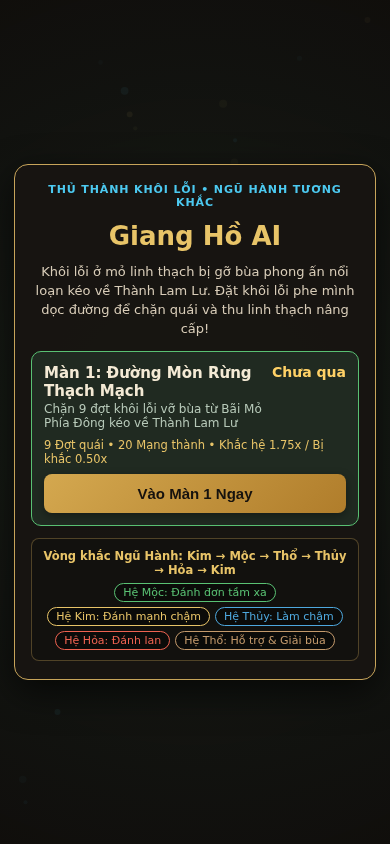 THỦ THÀNH KHÔI LỖI • NGŨ HÀNH TƯƠNG
KHẮC
Giang Hồ AI
Khôi lỗi ở mỏ linh thạch bị gỡ bùa phong ấn nổi
loạn kéo về Thành Lam Lư. Đặt khôi lỗi phe mình
dọc đường để chặn quái và thu linh thạch nâng
cấp!
Màn 1: Đường Mòn Rừng
Thạch Mạch
Chưa qua
Chặn 9 đợt khôi lỗi vỡ bùa từ Bãi Mỏ
Phía Đông kéo về Thành Lam Lư
9 Đợt quái • 20 Mạng thành • Khắc hệ 1.75x / Bị
khắc 0.50x
Vào Màn 1 Ngay
Vòng khắc Ngũ Hành: Kim → Mộc → Thổ → Thủy
→ Hỏa → Kim
Hệ Mộc: Đánh đơn tầm xa
Hệ Kim: Đánh mạnh chậm
Hệ Thủy: Làm chậm
Hệ Hỏa: Đánh lan
Hệ Thổ: Hỗ trợ & Giải bùa